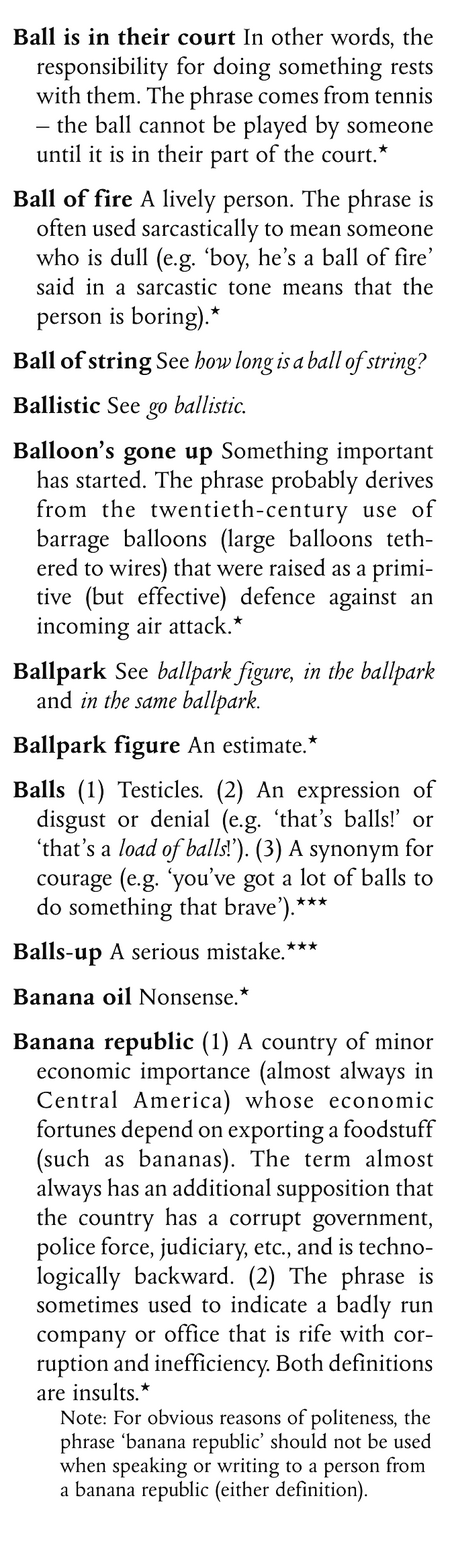 Ball is in their court In other words, the
responsibility for doing something rests
with them. The phrase comes from tennis
– the ball cannot be played by someone
until it is in their part of the court.★
Ball of fire A lively person. The phrase is
often used sarcastically to mean someone
who is dull (e.g. ‘boy, he’s a ball of fire’
said in a sarcastic tone means that the
person is boring).★
Ball of string See how long is a ball of string?
Ballistic See go ballistic.
Balloon’s gone up Something important
has started. The phrase probably derives
from the twentieth-century use of
barrage balloons (large balloons teth-
ered to wires) that were raised as a primi-
tive (but effective) defence against an
incoming air attack.★
Ballpark See ballpark figure, in the ballpark
and in the same ballpark.
Ballpark figure An estimate.★
Balls (1) Testicles. (2) An expression of
disgust or denial (e.g. ‘that’s balls!’ or
‘that’s a load of balls!’). (3) A synonym for
courage (e.g. ‘you’ve got a lot of balls to
do something that brave’).★★★
Balls-up A serious mistake.★★★
Banana oil Nonsense.★
Banana republic (1) A country of minor
economic importance (almost always in
Central America) whose economic
fortunes depend on exporting a foodstuff
(such as bananas). The term almost
always has an additional supposition that
the country has a corrupt government,
police force, judiciary, etc., and is techno-
logically backward. (2) The phrase is
sometimes used to indicate a badly run
company or office that is rife with cor-
ruption and inefficiency. Both definitions
are insults.★
Note: For obvious reasons of politeness, the
phrase ‘banana republic’ should not be used
when speaking or writing to a person from
a banana republic (either definition).